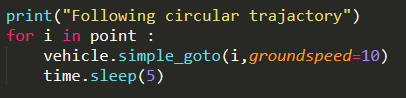 print("Following circular trajactory")
for i in point :
    vehicle.simple_goto(i,groundspeed=10)
    time.sleep(5)